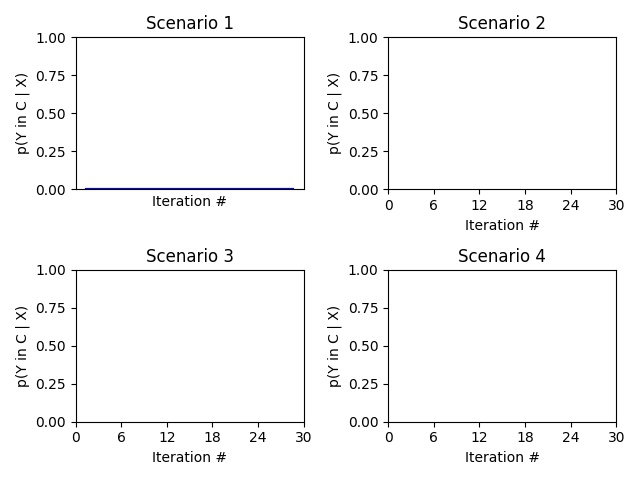 Scenario 1
1.00
0.75
0.50
0.25
0.00
p(Y in C | X)
Iteration #
Scenario 2
1.00
0.75
0.50
0.25
0.00
p(Y in C | X)
0 6 12 18 24 30
Iteration #
Scenario 3
1.00
0.75
0.50
0.25
0.00
p(Y in C | X)
0 6 12 18 24 30
Iteration #
Scenario 4
1.00
0.75
0.50
0.25
0.00
p(Y in C | X)
0 6 12 18 24 30
Iteration #